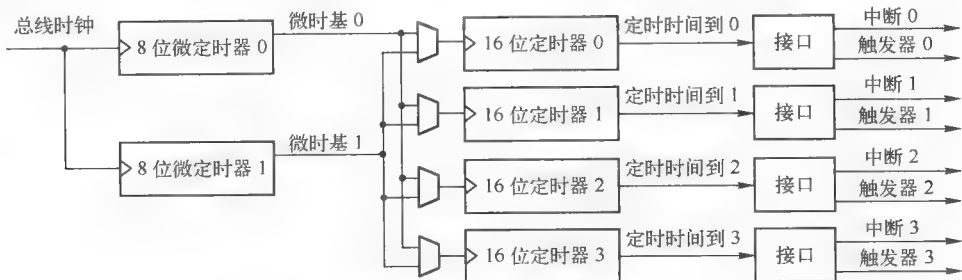 总线时钟
8 位微定时器 0
微时基 0
16 位定时器 0
定时时间到 0
接口
中断 0
触发器 0
16 位定时器 1
定时时间到 1
接口
中断 1
触发器 1
8 位微定时器 1
微时基 1
16 位定时器 2
定时时间到 2
接口
中断 2
触发器 2
16 位定时器 3
定时时间到 3
接口
中断 3
触发器 3